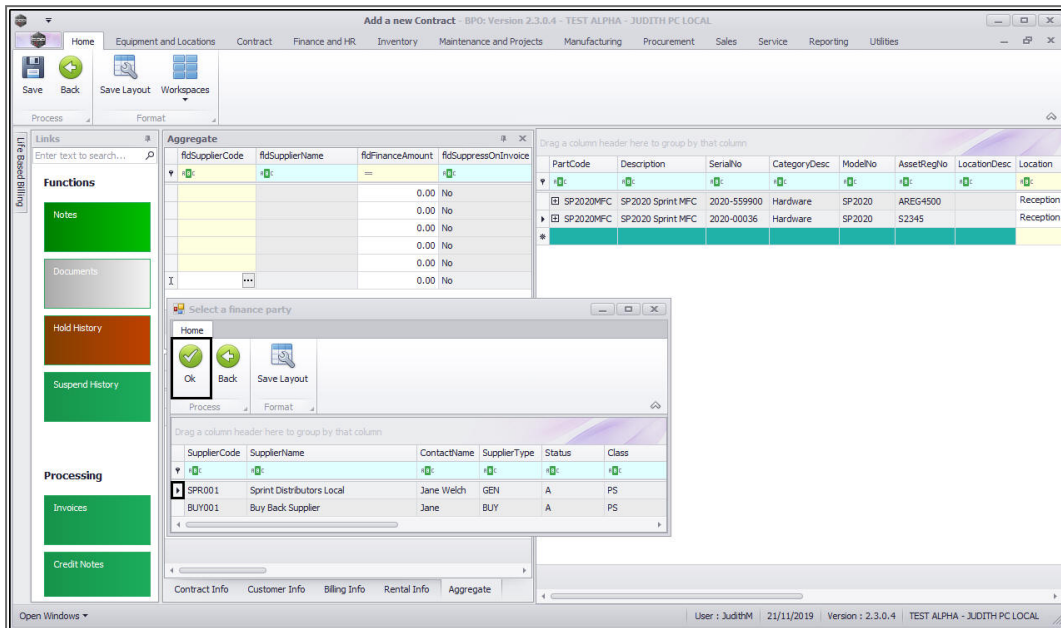 Add a new Contract - BPO: Version 2.3.0.4 - TEST ALPHA - JUDITH PC LOCAL
Home Equipment and Locations Contract Finance and HR Inventory Maintenance and Projects Manufacturing Procurement Sales Service Reporting Utilities
Save Back Save Layout Workspaces
Process Format
Life Based Billing
Links
Enter text to search...
Functions
Notes
Documents
Hold History
Suspend History
Processing
Invoices
Credit Notes
Aggregate
fldSupplierCode fldSupplierName fldFinanceAmount fldSuppressOnInvoice
=
0.00 No
0.00 No
0.00 No
0.00 No
0.00 No
0.00 No
Drag a column header here to group by that column
PartCode Description SerialNo CategoryDesc ModelNo AssetRegNo LocationDesc Location
SP2020MFC SP2020 Sprint MFC 2020-559900 Hardware SP2020 AREG4500 Reception
SP2020MFC SP2020 Sprint MFC 2020-00036 Hardware SP2020 S2345 Reception
Select a finance party
Home
Ok Back Save Layout
Process Format
Drag a column header here to group by that column
SupplierCode SupplierName ContactName SupplierType Status Class
SPR001 Sprint Distributors Local Jane Welch GEN A PS
BUY001 Buy Back Supplier Jane BUY A PS
Contract Info Customer Info Billing Info Rental Info Aggregate
Open Windows User : JudithM 21/11/2019 Version : 2.3.0.4 TEST ALPHA - JUDITH PC LOCAL